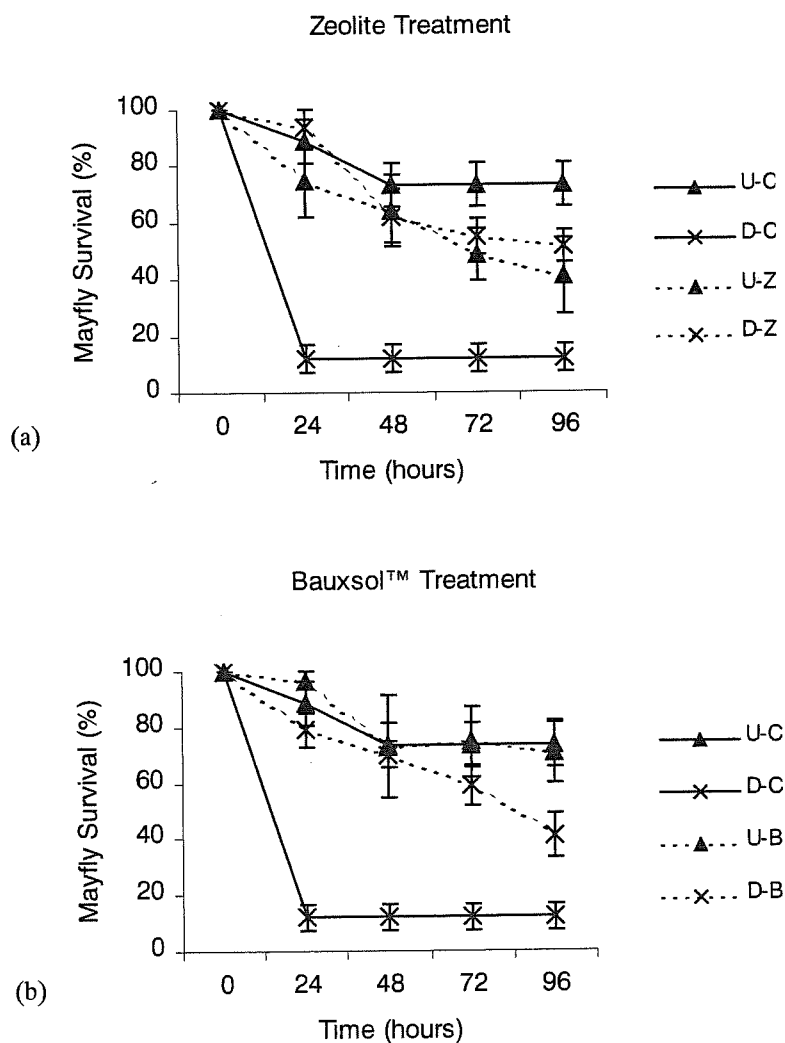 Zeolite Treatment
Mayfly Survival (%)
100
80
60
40
20
0
0 24 48 72 96
Time (hours)
U-C
D-C
U-Z
D-Z
(a)
Bauxsol™ Treatment
Mayfly Survival (%)
100
80
60
40
20
0
0 24 48 72 96
Time (hours)
U-C
D-C
U-B
D-B
(b)